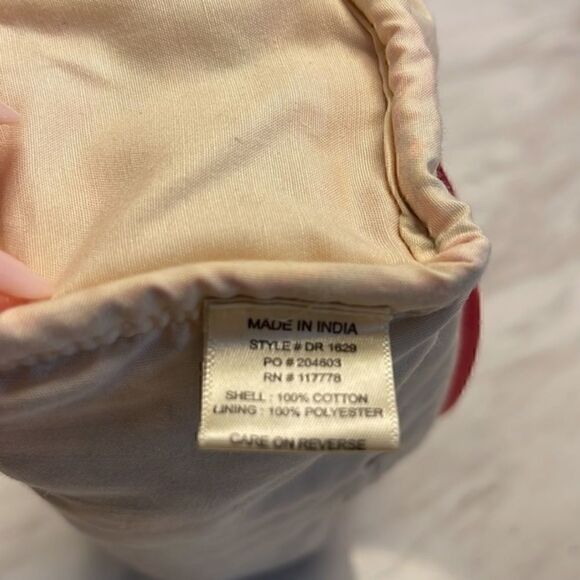 MADE IN INDIA
STYLE # DR 1629
PO # 204603
RN # 117778
SHELL : 100% COTTON
LINING : 100% POLYESTER
CARE ON REVERSE